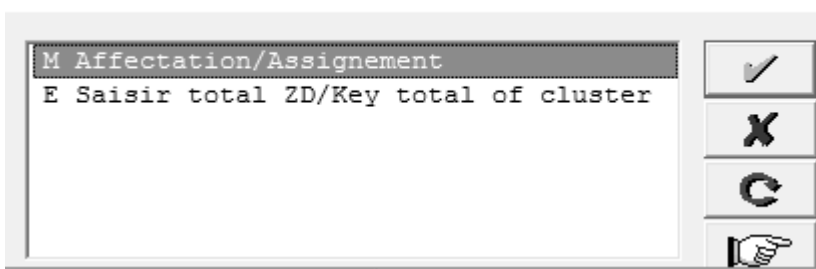 M Affectation/Assignement
E Saisir total ZD/Key total of cluster